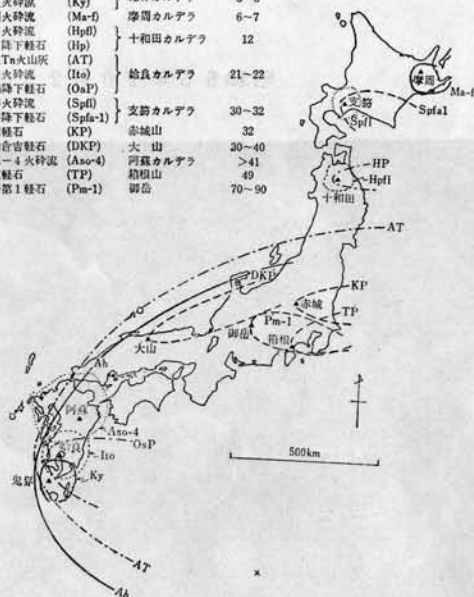 火砕流 (Ky)
火砕流 (Ma-f) 摩周カルデラ 6~7
火砕流 (Hpfl) } 十和田カルデラ 12
降下軽石 (Hp)
Tn火山灰 (AT)
火砕流 (Ito) } 姶良カルデラ 21~22
降下軽石 (OsP)
火砕流 (Spfl) } 支笏カルデラ 30~32
降下軽石 (Spfa-1)
軽石 (KP) 赤城山 32
合吉軽石 (DKP) 大山 30~40
-4火砕流 (Aso-4) 阿蘇カルデラ >41
軽石 (TP) 箱根山 49
第1軽石 (Pm-1) 御岳 70~90
摩周
Ma-f
支笏
Spfa1
Spfl
HP
Hpfl
十和田
AT
DKP
KP
赤城
Pm-1
TP
御岳
箱根
大山
Ah
阿蘇
Aso-4
OsP
姶良
Ito
Ky
鬼界
500km
AT
Ah